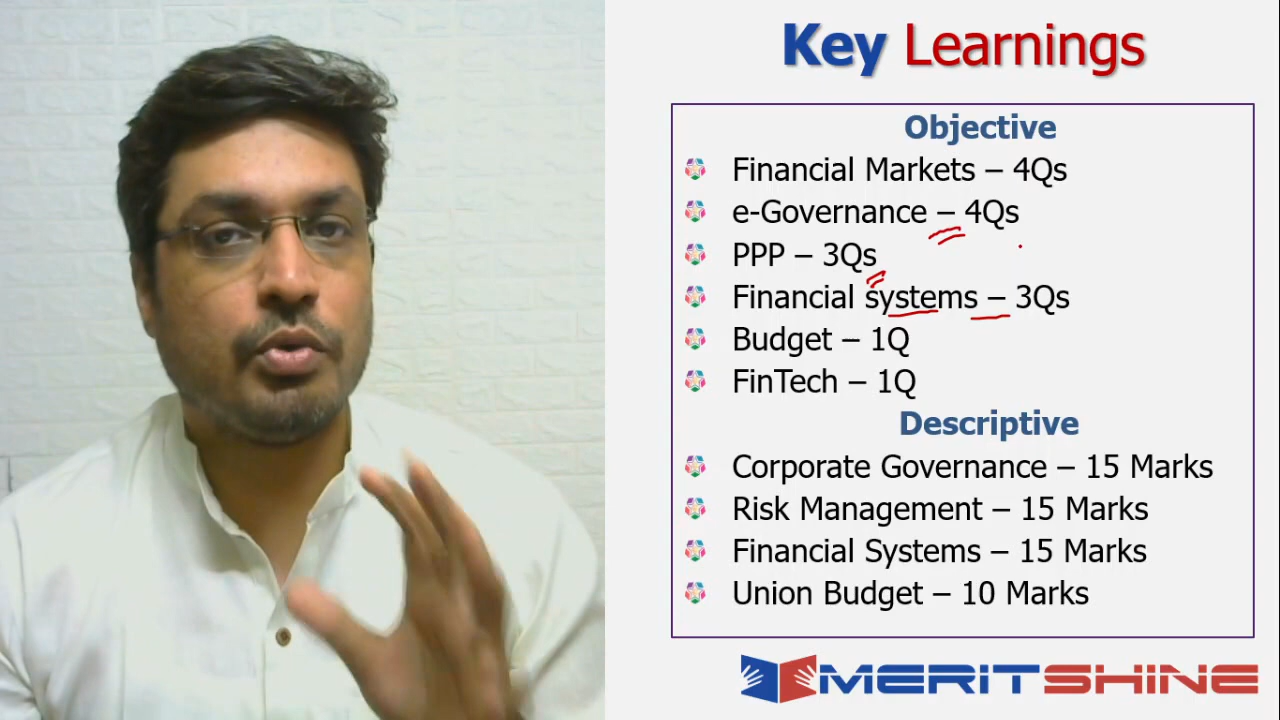 Key Learnings
Objective
Financial Markets – 4Qs
e-Governance – 4Qs
PPP – 3Qs
Financial systems – 3Qs
Budget – 1Q
FinTech – 1Q
Descriptive
Corporate Governance – 15 Marks
Risk Management – 15 Marks
Financial Systems – 15 Marks
Union Budget – 10 Marks
MERITSHINE